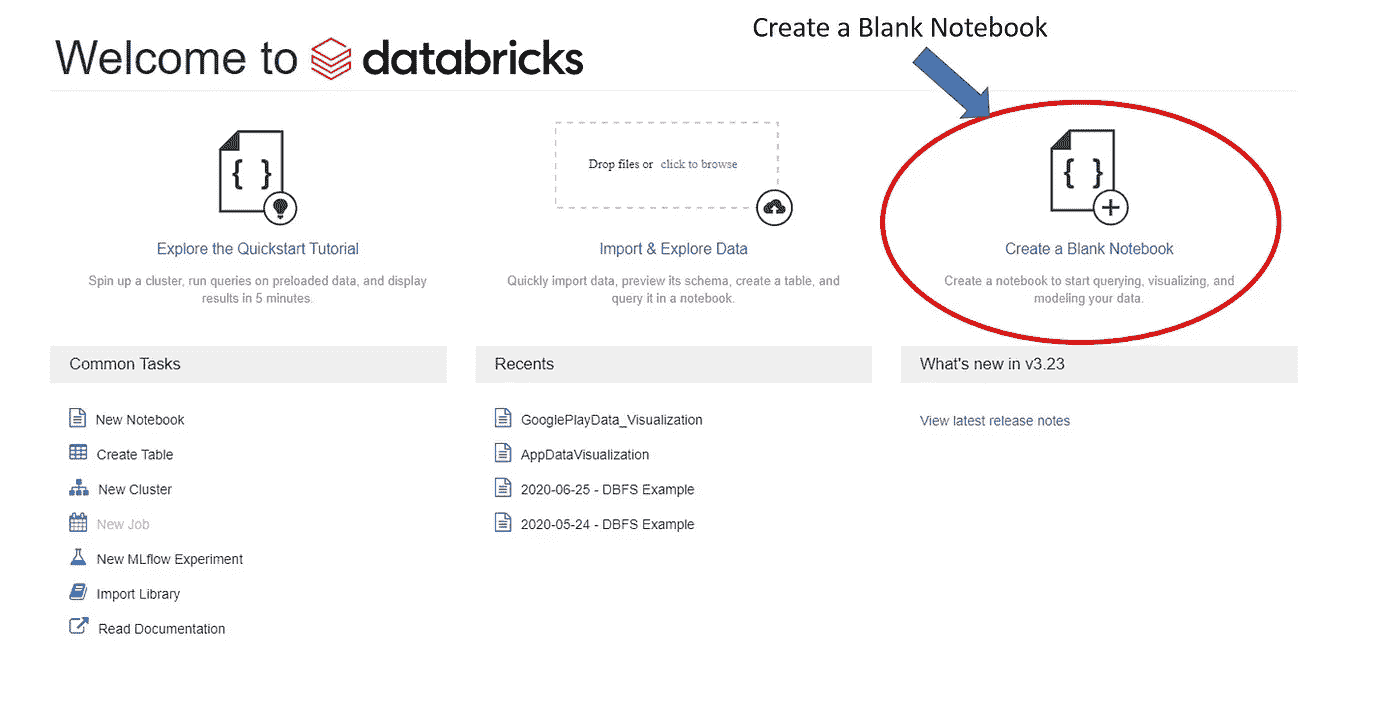 Create a Blank Notebook
Welcome to databricks
{ }
Drop files or click to browse
{ }
Explore the Quickstart Tutorial
Import & Explore Data
Create a Blank Notebook
Spin up a cluster, run queries on preloaded data, and display
results in 5 minutes.
Quickly import data, preview its schema, create a table, and
query it in a notebook.
Create a notebook to start querying, visualizing, and
modeling your data.
Common Tasks
New Notebook
Create Table
New Cluster
New Job
New MLflow Experiment
Import Library
Read Documentation
Recents
GooglePlayData_Visualization
AppDataVisualization
2020-06-25 - DBFS Example
2020-05-24 - DBFS Example
What's new in v3.23
View latest release notes